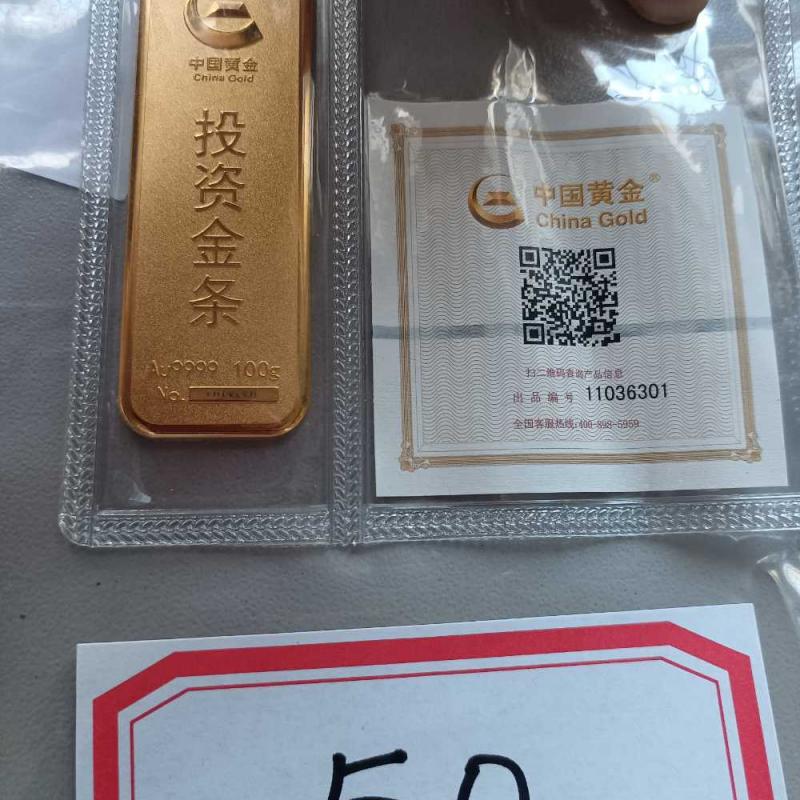 中国黄金
China Gold
投资金条
Au9999 100g
No.
中国黄金®
China Gold
扫二维码查询产品信息
出品编号 11036301
全国客服热线:400-898-5959